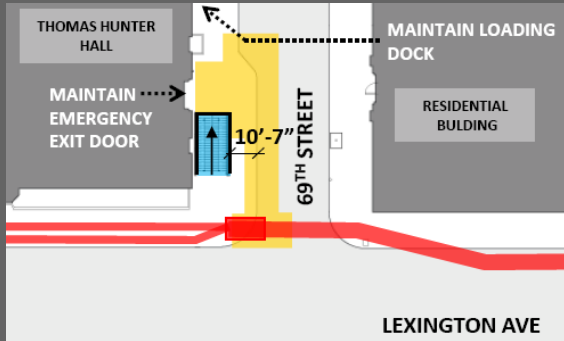 THOMAS HUNTER
HALL
MAINTAIN LOADING
DOCK
MAINTAIN
EMERGENCY
EXIT DOOR
RESIDENTIAL
BULDING
10’-7”
69TH STREET
LEXINGTON AVE